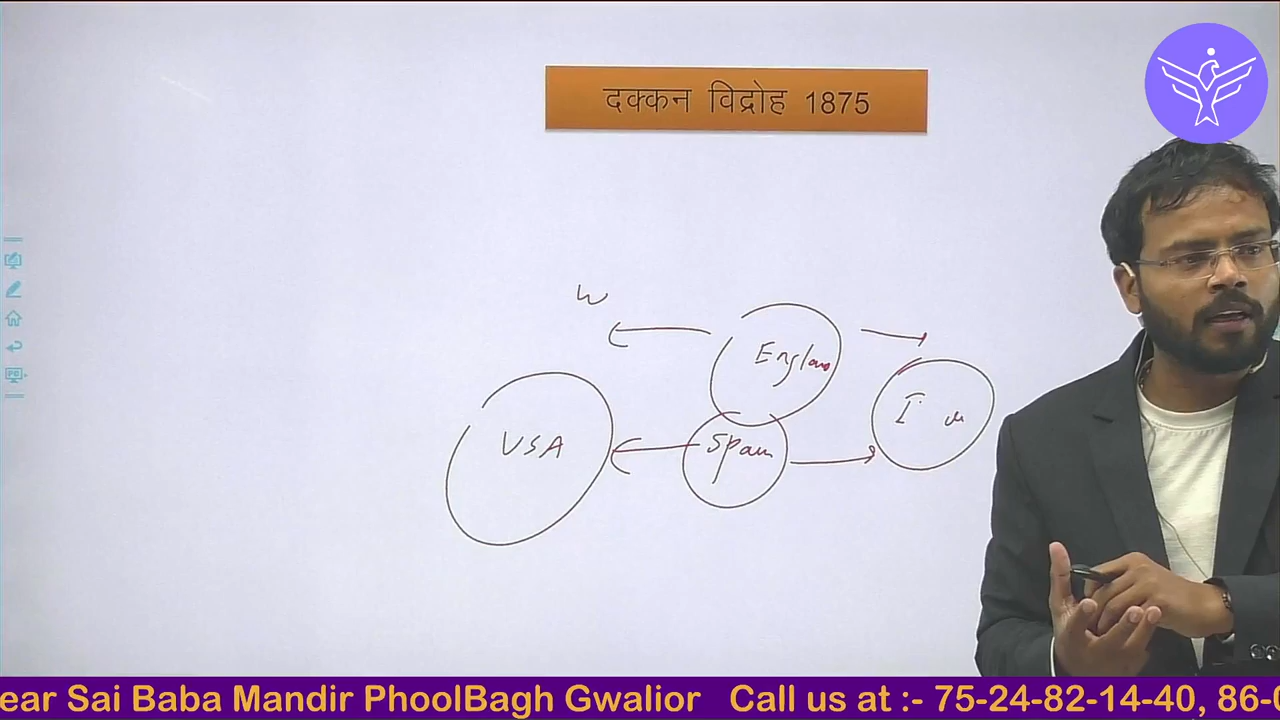 दक्कन विद्रोह 1875
W
England
I
USA
Spain
ear Sai Baba Mandir PhoolBagh Gwalior Call us at :- 75-24-82-14-40, 86-